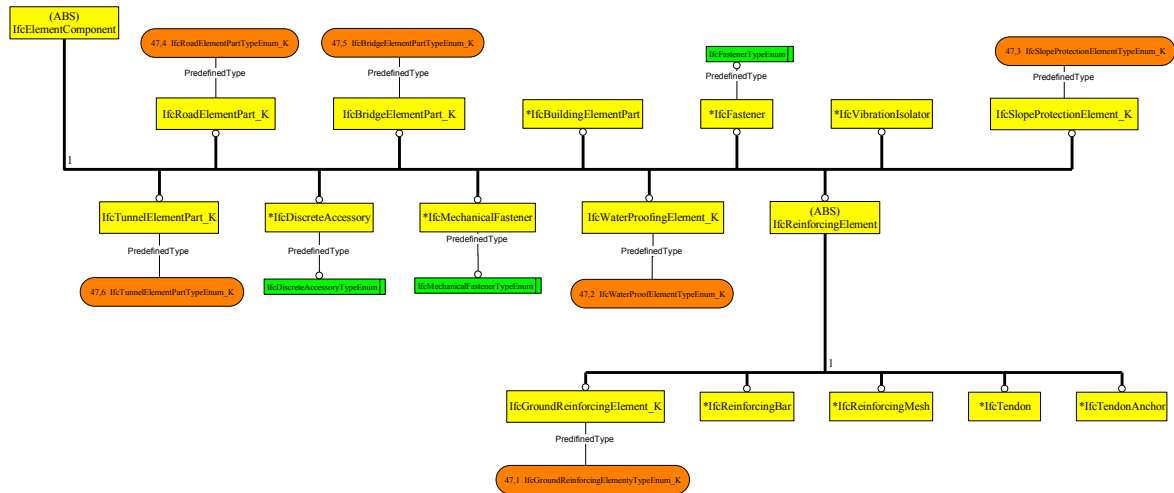 (ABS)
IfcElementComponent
47,4 IfcRoadElementPartTypeEnum_K
47,5 IfcBridgeElementPartTypeEnum_K
IfcFastenerTypeEnum
47,3 IfcSlopeProtectionElementTypeEnum_K
PredefinedType
PredefinedType
PredefinedType
PredefinedType
IfcRoadElementPart_K
IfcBridgeElementPart_K
*IfcBuildingElementPart
*IfcFastener
*IfcVibrationIsolator
IfcSlopeProtectionElement_K
1
IfcTunnelElementPart_K
*IfcDiscreteAccessory
*IfcMechanicalFastener
IfcWaterProofingElement_K
(ABS)
IfcReinforcingElement
PredefinedType
PredefinedType
PredefinedType
PredefinedType
47,6 IfcTunnelElementPartTypeEnum_K
IfcDiscreteAccessoryTypeEnum
IfcMechanicalFastenerTypeEnum
47,2 IfcWaterProofElementTypeEnum_K
1
IfcGroundReinforcingElement_K
*IfcReinforcingBar
*IfcReinforcingMesh
*IfcTendon
*IfcTendonAnchor
PredifinedType
47,1 IfcGroundReinforcingElementyTypeEnum_K